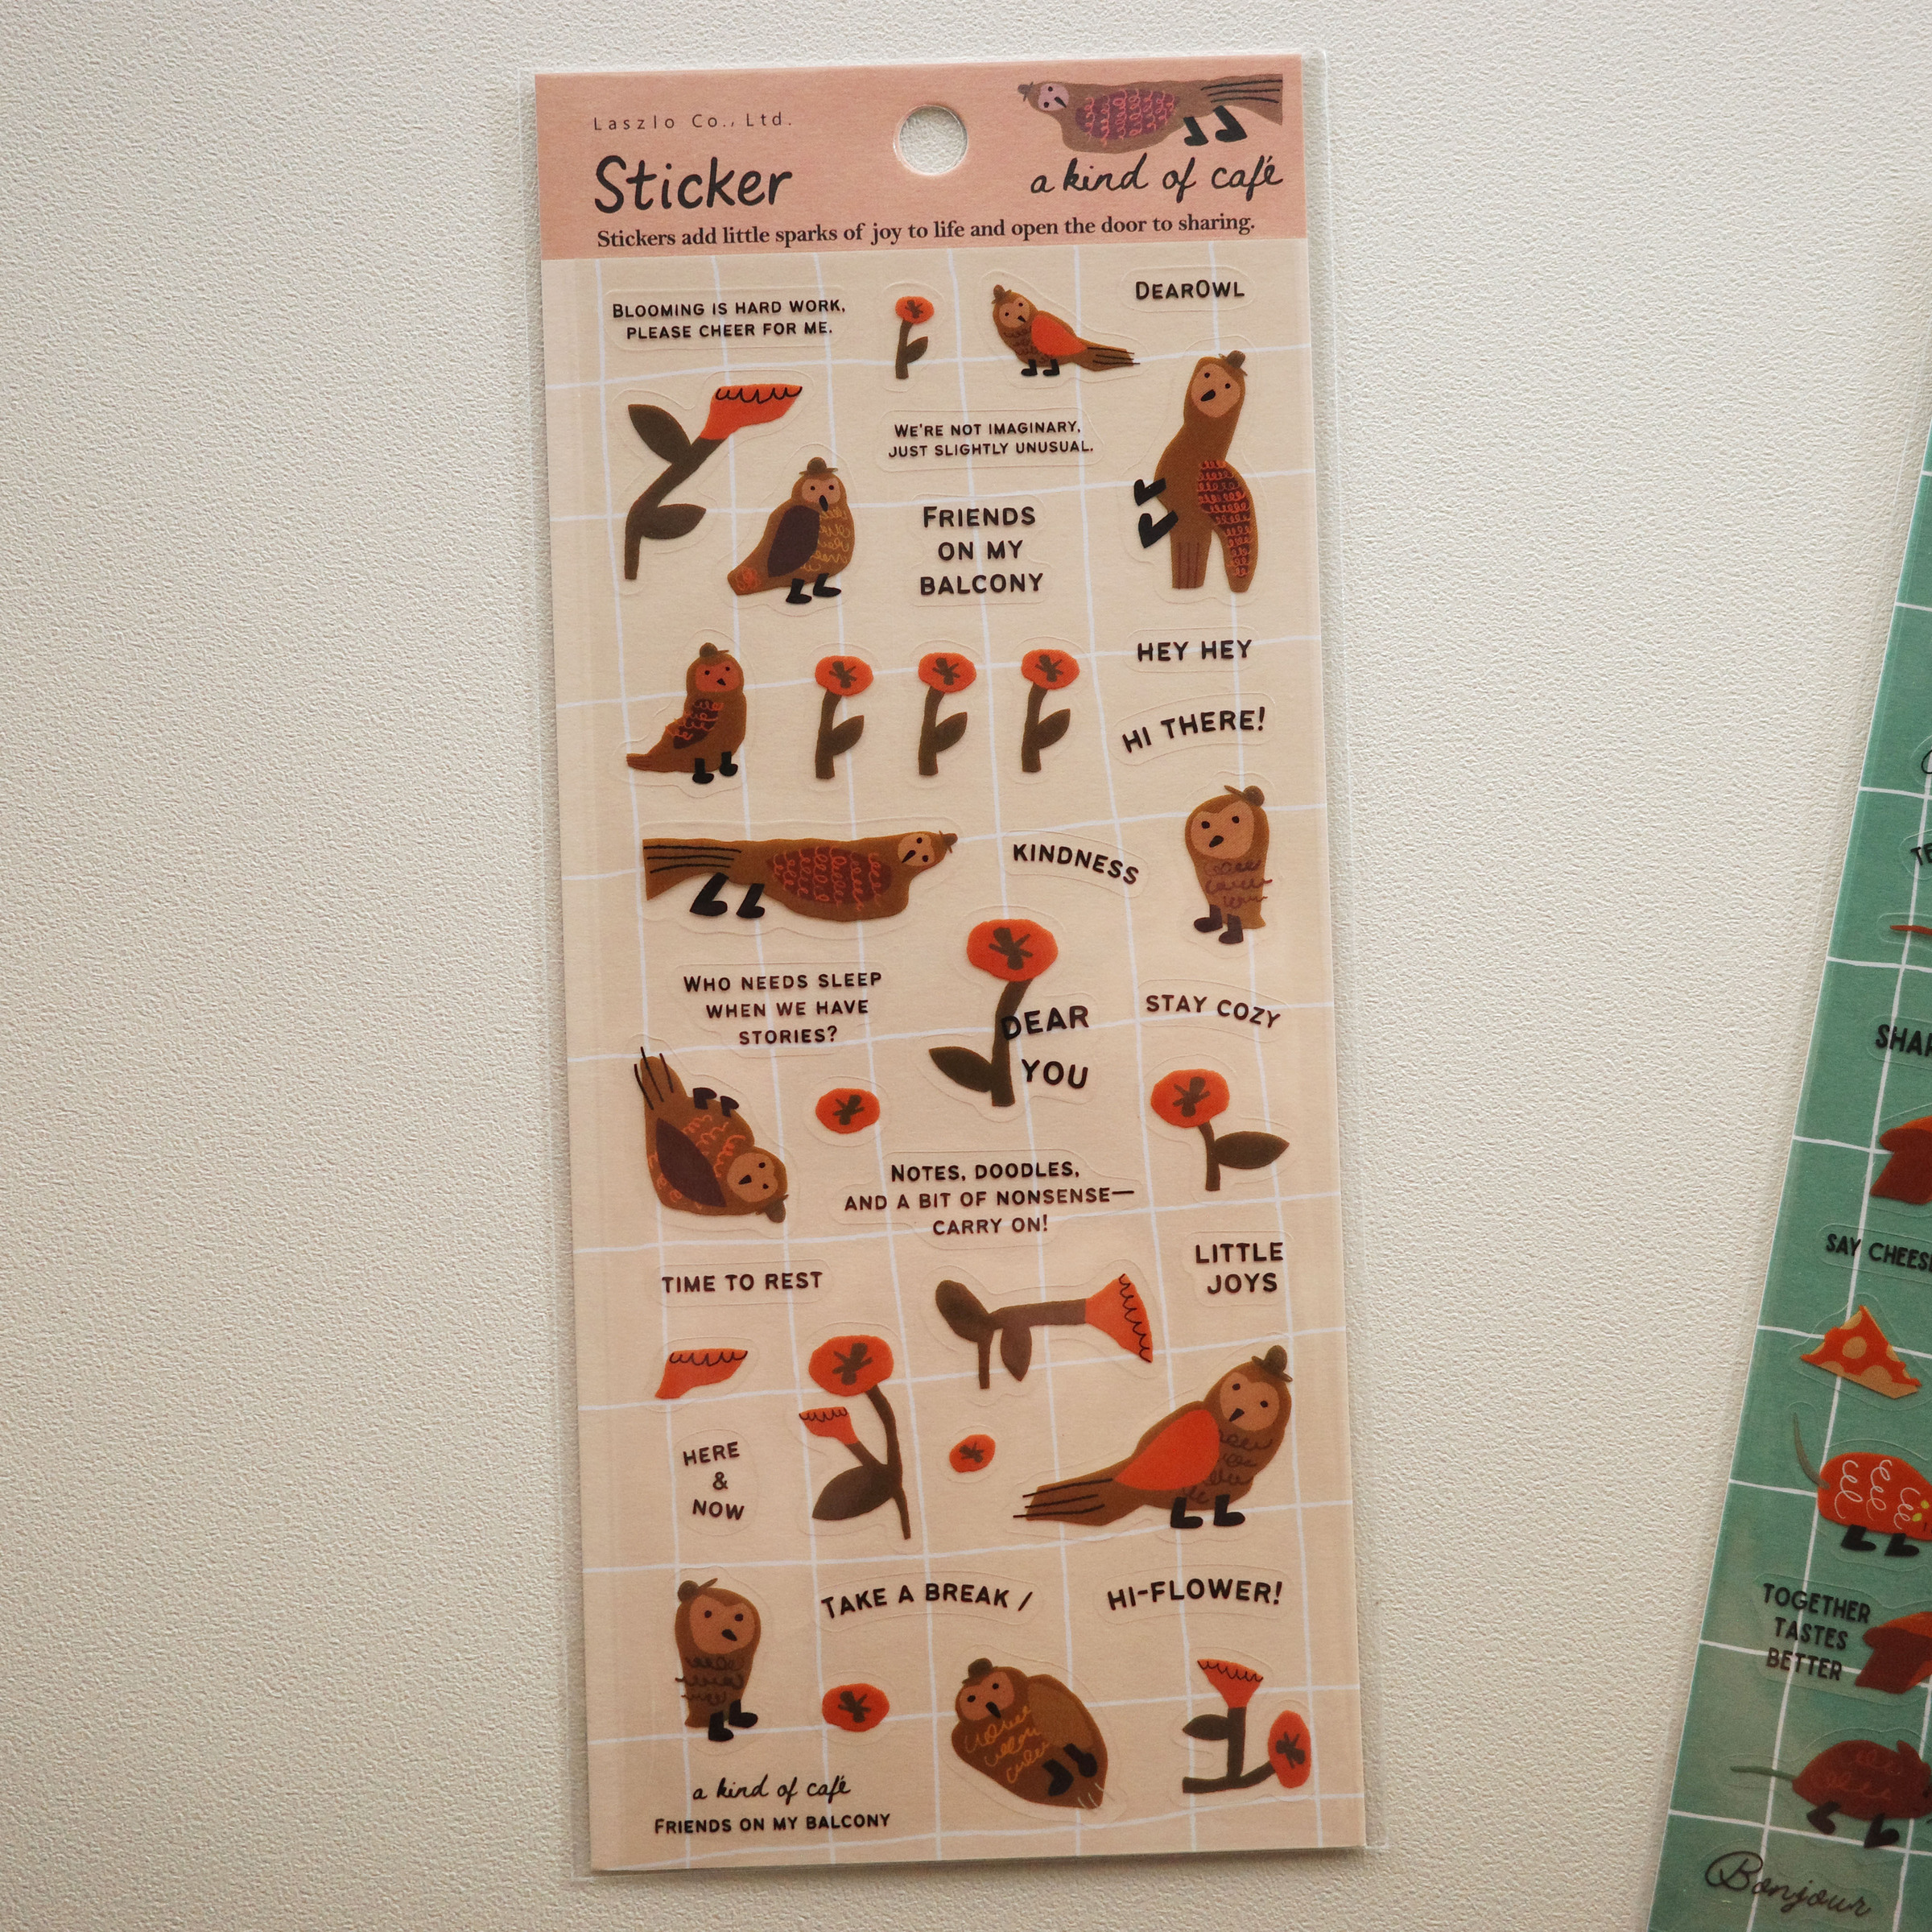 Laszlo Co., Ltd.
Sticker
a kind of café
Stickers add little sparks of joy to life and open the door to sharing.
BLOOMING IS HARD WORK,
PLEASE CHEER FOR ME.
DEAROWL
WE'RE NOT IMAGINARY,
JUST SLIGHTLY UNUSUAL.
FRIENDS
ON MY
BALCONY
HEY HEY
HI THERE!
KINDNESS
WHO NEEDS SLEEP
WHEN WE HAVE
STORIES?
DEAR
YOU
STAY COZY
NOTES, DOODLES,
AND A BIT OF NONSENSE—
CARRY ON!
TIME TO REST
LITTLE
JOYS
HERE
&
NOW
TAKE A BREAK /
HI-FLOWER!
a kind of café
FRIENDS ON MY BALCONY
SAY
TOGETHER
TASTES
BETTER
Bonjour